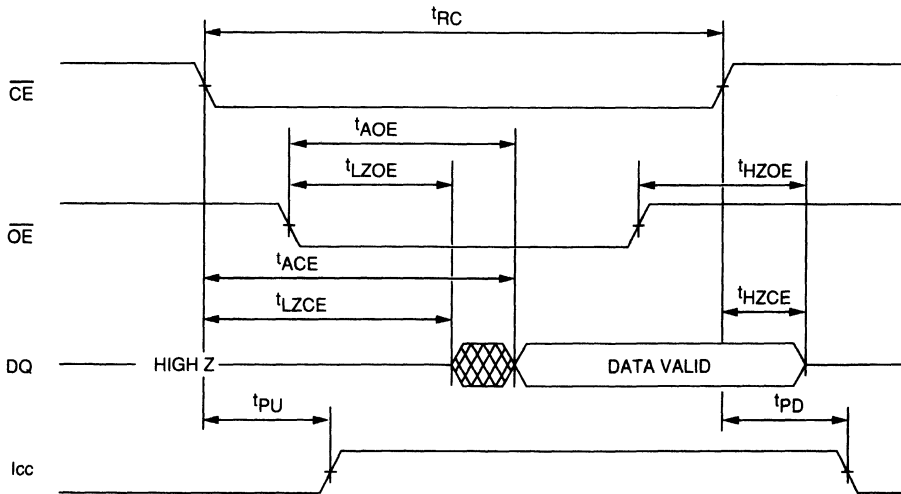 tRC
CE
tAOE
tLZOE
tHZOE
OE
tACE
tLZCE
tHZCE
DQ
HIGH Z
DATA VALID
tPU
tPD
Icc